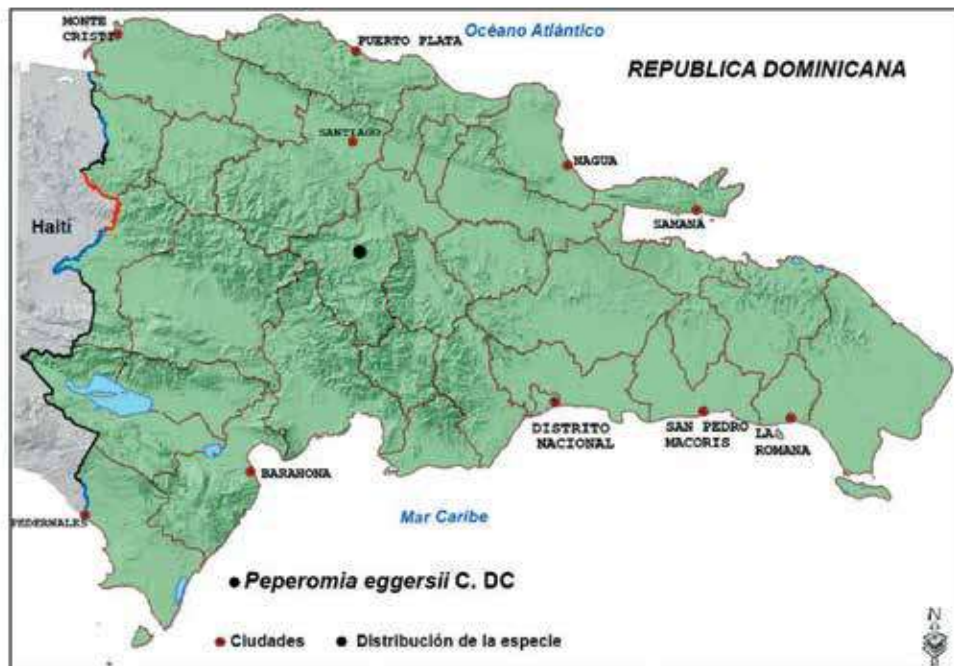 MONTE
CRISTI
PUERTO PLATA
Océano Atlántico
REPUBLICA DOMINICANA
SANTIAGO
NAGUA
Haití
SAMANÁ
DISTRITO
NACIONAL
SAN PEDRO
MACORIS
LA
ROMANA
BARAHONA
PEDERNALES
Mar Caribe
Peperomia eggersii C. DC
Ciudades
Distribución de la especie
N